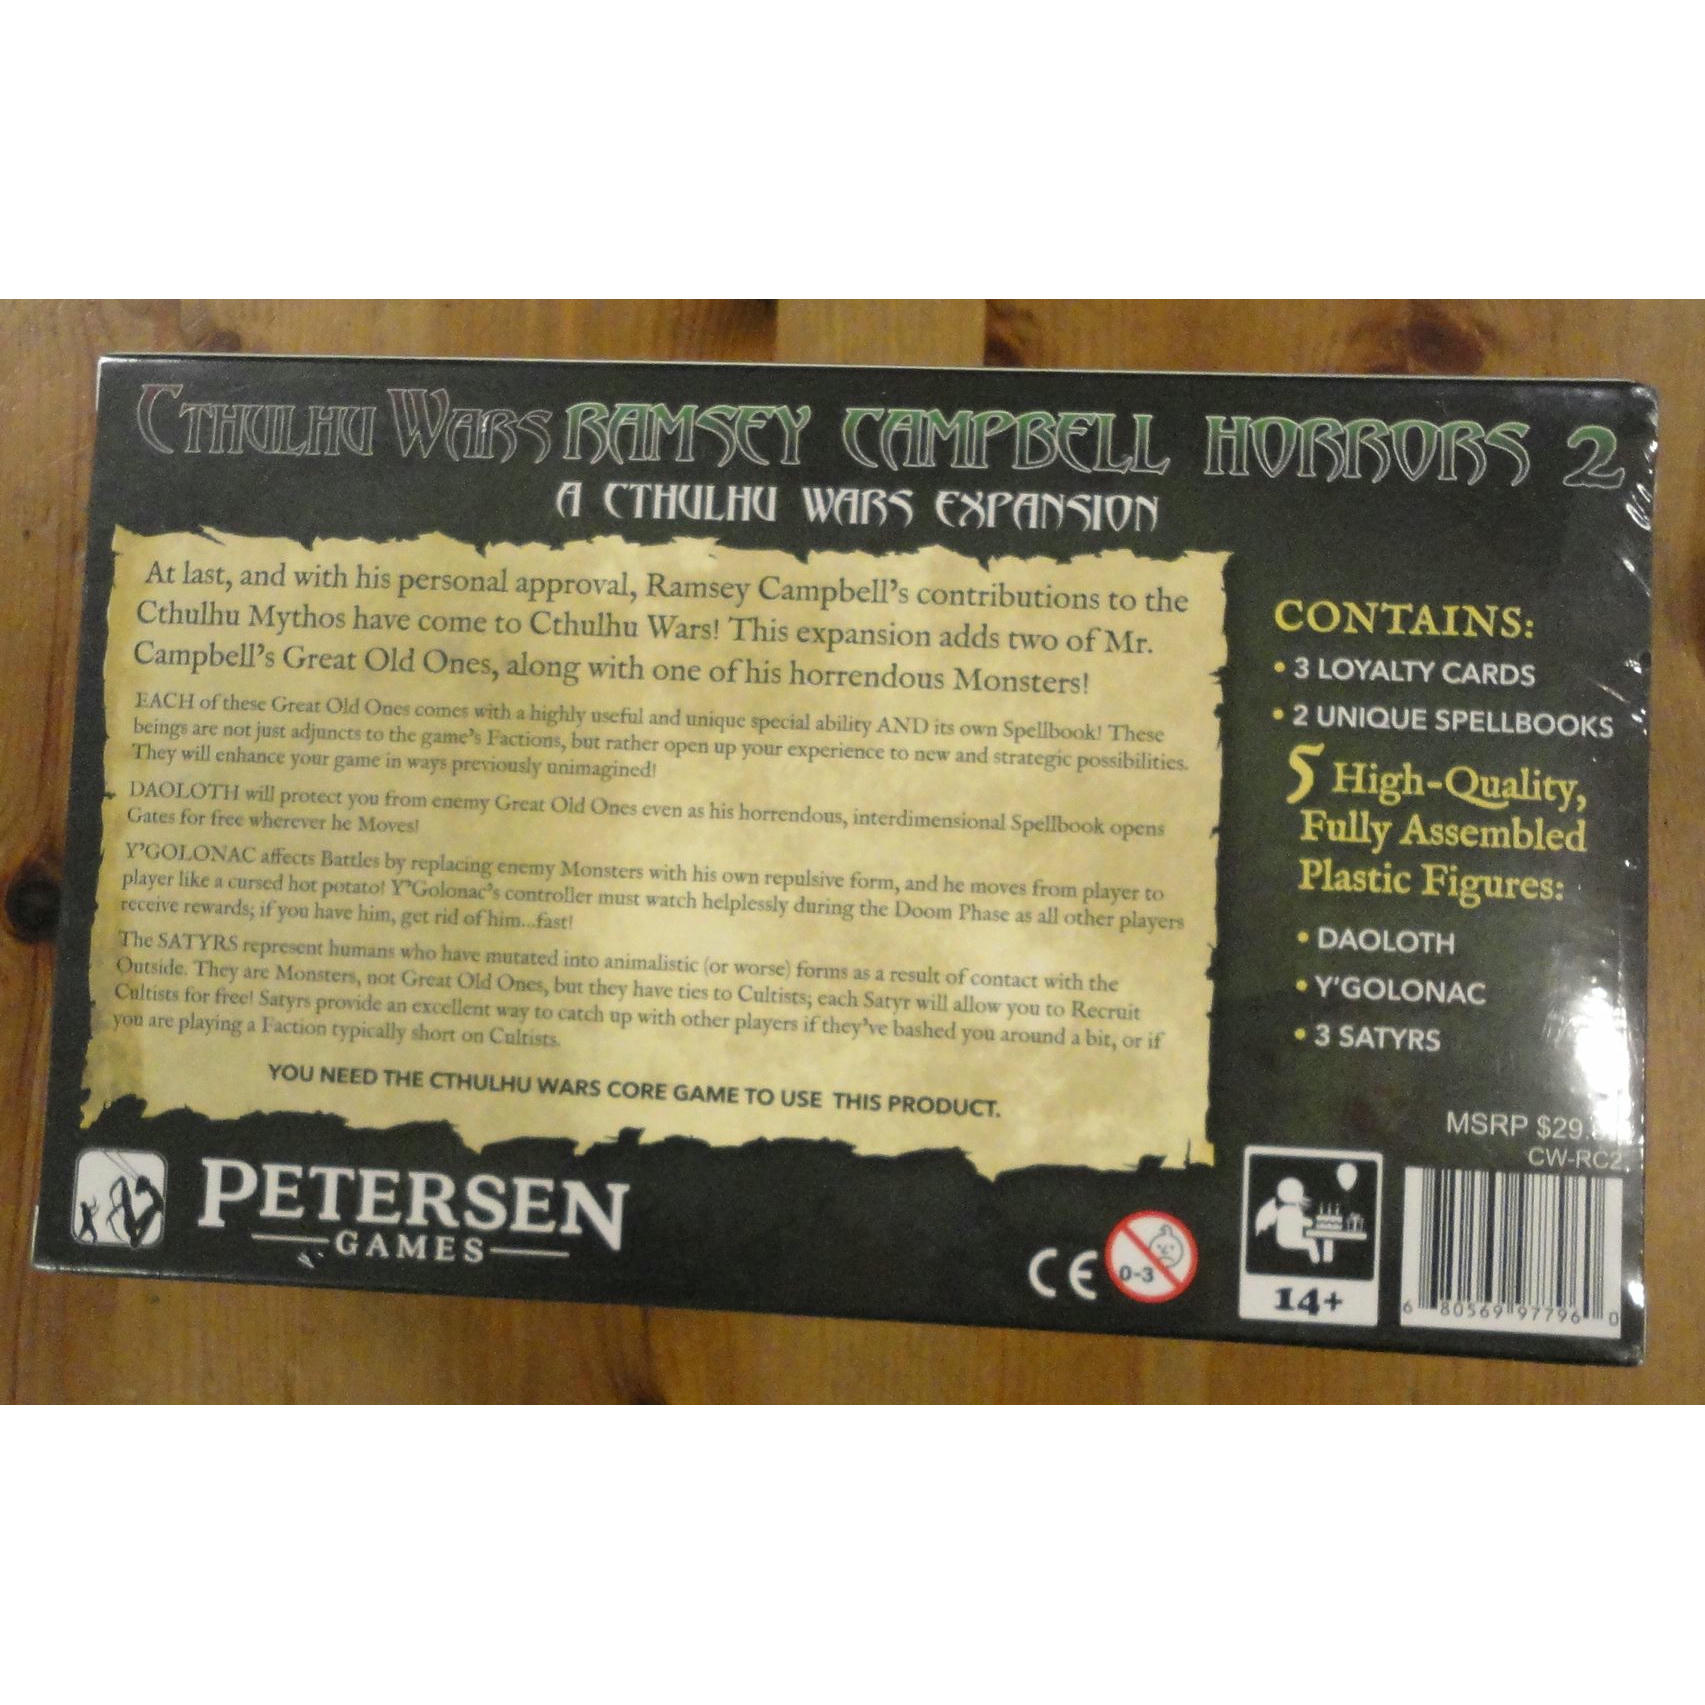 CTHULHU WARS RAMSEY CAMPBELL HORRORS 2
A CTHULHU WARS EXPANSION
At last, and with his personal approval, Ramsey Campbell's contributions to the
Cthulhu Mythos have come to Cthulhu Wars! This expansion adds two of Mr.
Campbell's Great Old Ones, along with one of his horrendous Monsters!
EACH of these Great Old Ones comes with a highly useful and unique special ability AND its own Spellbook! These
beings are not just adjuncts to the game's Factions, but rather open up your experience to new and strategic possibilities.
They will enhance your game in ways previously unimagined!
DAOLOTH will protect you from enemy Great Old Ones even as his horrendous, interdimensional Spellbook opens
Gates for free wherever he Moves!
Y'GOLONAC affects Battles by replacing enemy Monsters with his own repulsive form, and he moves from player to
player like a cursed hot potato! Y'Golonac's controller must watch helplessly during the Doom Phase as all other players
receive rewards; if you have him, get rid of him...fast!
The SATYRS represent humans who have mutated into animalistic (or worse) forms as a result of contact with the
Outside. They are Monsters, not Great Old Ones, but they have ties to Cultists; each Satyr will allow you to Recruit
Cultists for free! Satyrs provide an excellent way to catch up with other players if they've bashed you around a bit, or if
you are playing a Faction typically short on Cultists.
YOU NEED THE CTHULHU WARS CORE GAME TO USE THIS PRODUCT.
CONTAINS:
• 3 LOYALTY CARDS
• 2 UNIQUE SPELLBOOKS
5 High-Quality,
Fully Assembled
Plastic Figures:
• DAOLOTH
• Y'GOLONAC
• 3 SATYRS
MSRP $29.
CW-RC2
PETERSEN
GAMES
CE
0-3
14+
6 80569 97796 0